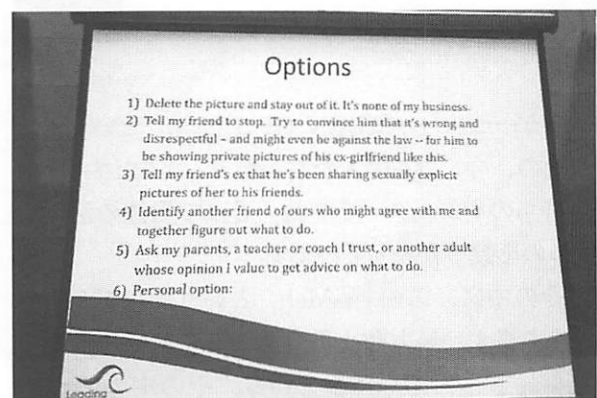 Options
1) Delete the picture and stay out of it. It's none of my business.
2) Tell my friend to stop. Try to convince him that it's wrong and
disrespectful – and might even be against the law -- for him to
be showing private pictures of his ex-girlfriend like this.
3) Tell my friend's ex that he's been sharing sexually explicit
pictures of her to his friends.
4) Identify another friend of ours who might agree with me and
together figure out what to do.
5) Ask my parents, a teacher or coach I trust, or another adult
whose opinion I value to get advice on what to do.
6) Personal option:
Leading